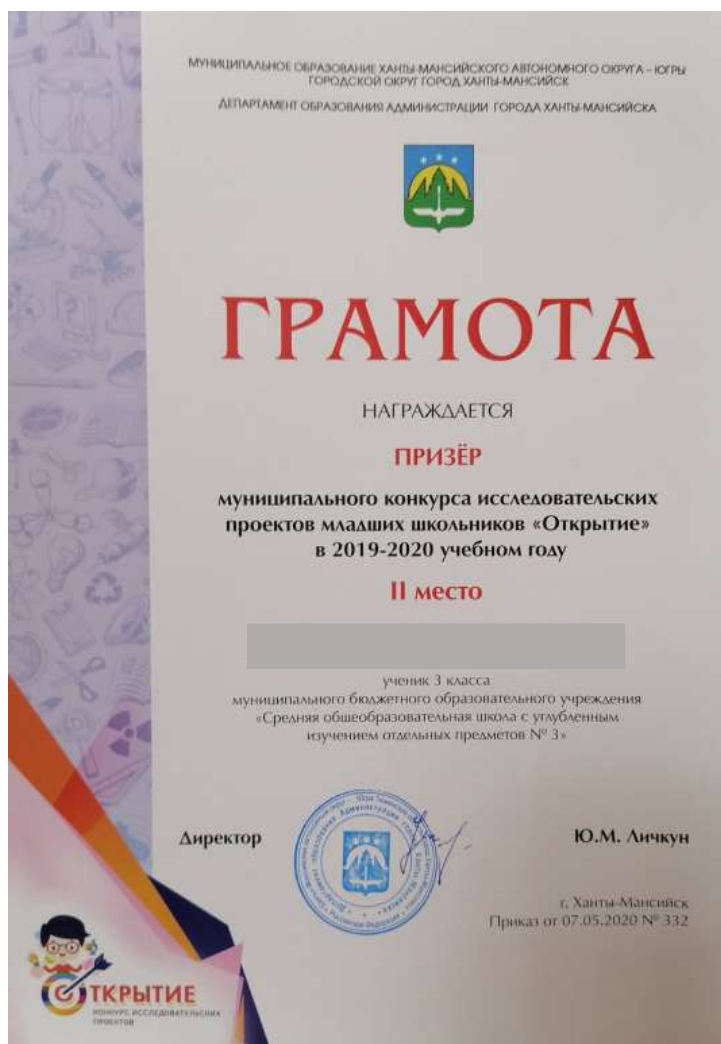 МУНИЦИПАЛЬНОЕ ОБРАЗОВАНИЕ ХАНТЫ-МАНСИЙСКОГО АВТОНОМНОГО ОКРУГА – ЮГРЫ
ГОРОДСКОЙ ОКРУГ ГОРОД ХАНТЫ-МАНСИЙСК
ДЕПАРТАМЕНТ ОБРАЗОВАНИЯ АДМИНИСТРАЦИИ ГОРОДА ХАНТЫ-МАНСИЙСКА
ГРАМОТА
НАГРАЖДАЕТСЯ
ПРИЗЁР
муниципального конкурса исследовательских
проектов младших школьников «Открытие»
в 2019-2020 учебном году
II место
ученик 3 класса
муниципального бюджетного образовательного учреждения
«Средняя общеобразовательная школа с углубленным
изучением отдельных предметов № 3»
Директор
Ю.М. Личкун
г. Ханты-Мансийск
Приказ от 07.05.2020 № 332
ОТКРЫТИЕ
КОНКУРС ИССЛЕДОВАТЕЛЬСКИХ
ПРОЕКТОВ